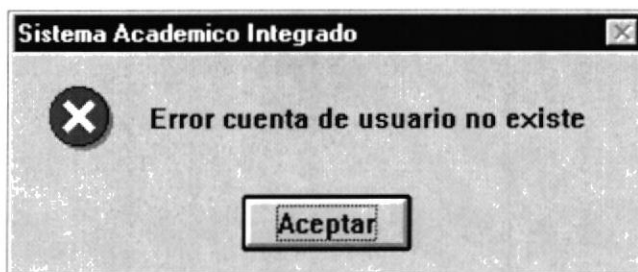 Sistema Academico Integrado
Error cuenta de usuario no existe
Aceptar